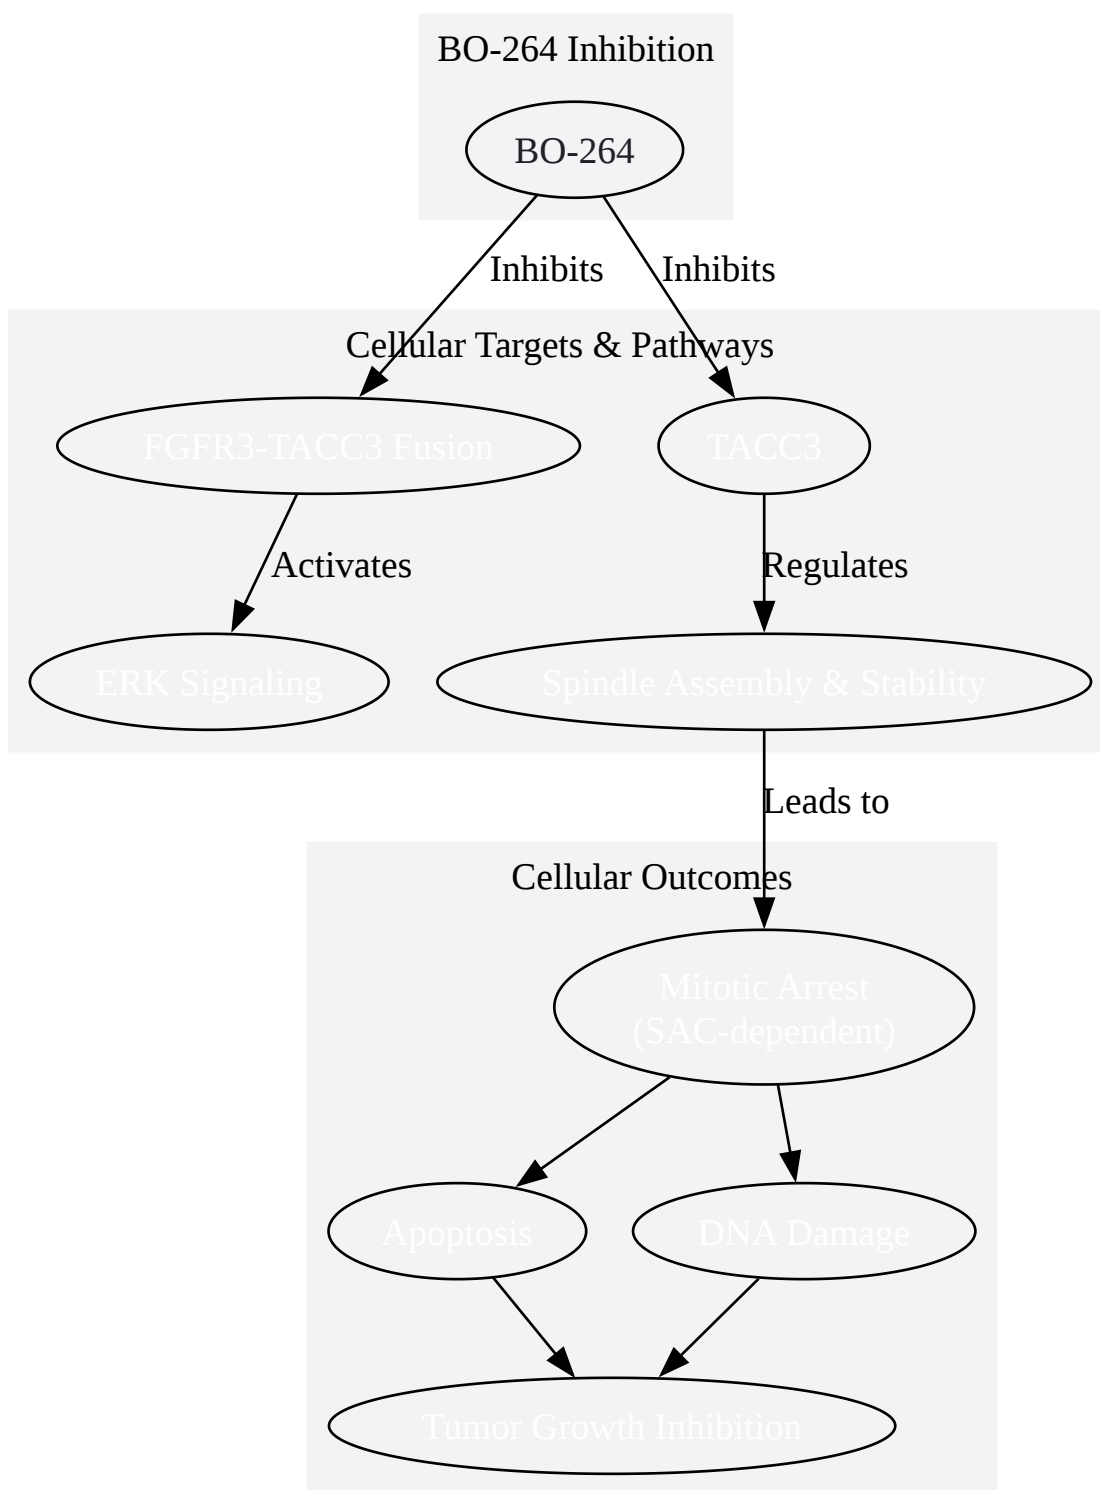 BO-264 Inhibition
BO-264
Inhibits
Inhibits
Cellular Targets & Pathways
FGFR3-TACC3 Fusion
TACC3
Activates
Regulates
ERK Signaling
Spindle Assembly & Stability
Leads to
Cellular Outcomes
Mitotic Arrest
(SAC-dependent)
Apoptosis
DNA Damage
Tumor Growth Inhibition